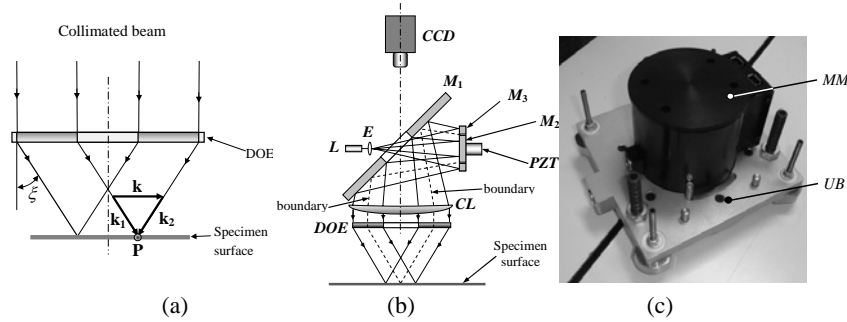 Collimated beam
DOE
ξ
k
k₁
k₂
P
Specimen
surface
(a)
CCD
M₁
M₃
E
M₂
L
PZT
boundary
boundary
CL
DOE
Specimen
surface
(b)
MM
UB
(c)